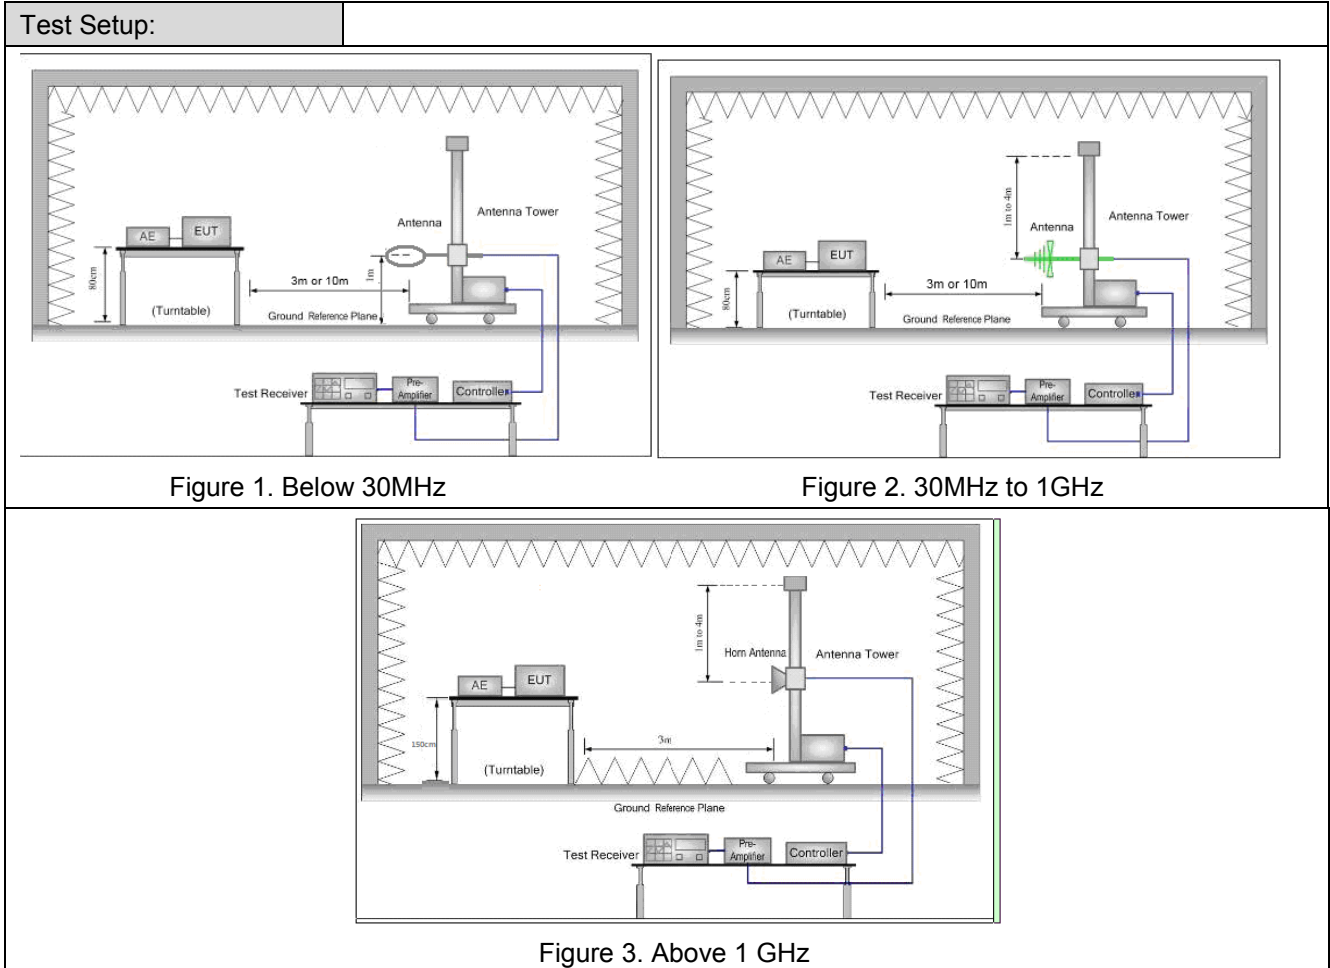 Test Setup:
AE
EUT
80cm
(Turntable)
3m or 10m
Ground Reference Plane
Antenna
1m
Antenna Tower
Test Receiver
Pre-
Amplifier
Controller
Figure 1. Below 30MHz
AE
EUT
80cm
(Turntable)
3m or 10m
Ground Reference Plane
1m to 4m
Antenna
Antenna Tower
Test Receiver
Pre-
Amplifier
Controller
Figure 2. 30MHz to 1GHz
AE
EUT
150cm
(Turntable)
3m
1m to 4m
Horn Antenna
Antenna Tower
Ground Reference Plane
Test Receiver
Pre-
Amplifier
Controller
Figure 3. Above 1 GHz